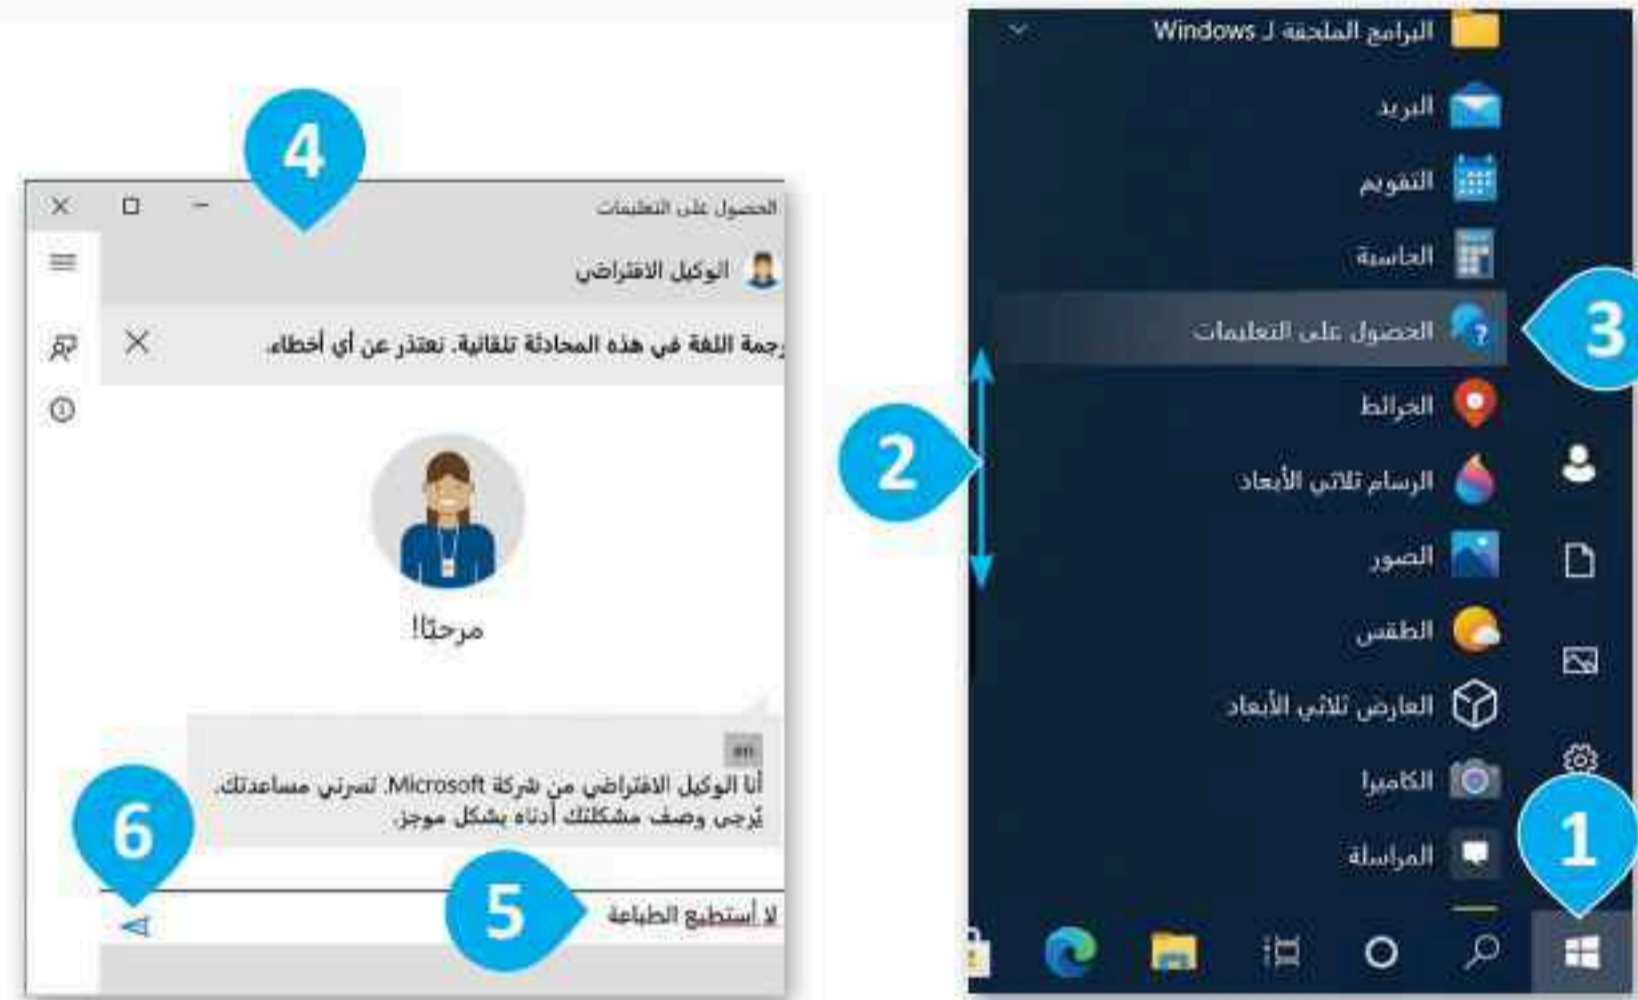 البرامج الملحقة لـ Windows
البريد
التقويم
الحاسبة
الحصول على التعليمات
الخرائط
الرسام ثلاثي الأبعاد
الصور
الطقس
العارض ثلاثي الأبعاد
الكاميرا
المراسلة
1
2
3
4
الحصول على التعليمات
الوكيل الافتراضي
رجمة اللغة في هذه المحادثة تلقائية. نعتذر عن أي أخطاء.
مرحبًا!
en
أنا الوكيل الافتراضي من شركة Microsoft. تسرني مساعدتك.
يُرجى وصف مشكلتك أدناه بشكل موجز.
لا أستطيع الطباعة
5
6